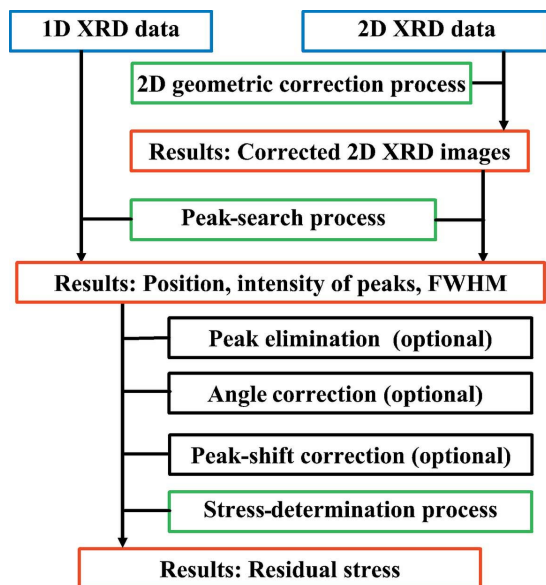 1D XRD data
2D XRD data
2D geometric correction process
Results: Corrected 2D XRD images
Peak-search process
Results: Position, intensity of peaks, FWHM
Peak elimination (optional)
Angle correction (optional)
Peak-shift correction (optional)
Stress-determination process
Results: Residual stress